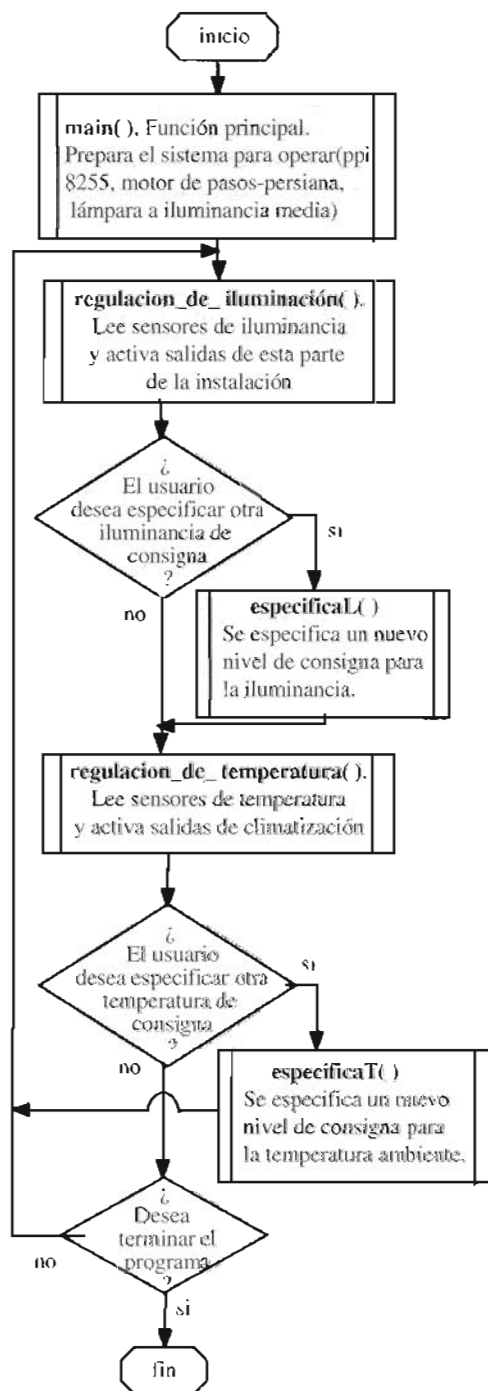 inicio
main( ). Función principal.
Prepara el sistema para operar(ppi
8255, motor de pasos-persiana,
lámpara a iluminancia media)
regulacion_de_ iluminación( ).
Lee sensores de iluminancia
y activa salidas de esta parte
de la instalación
¿
El usuario
desea especificar otra
iluminancia de
consigna
?
si
no
especificaL( )
Se especifica un nuevo
nivel de consigna para
la iluminancia.
regulacion_de_ temperatura( ).
Lee sensores de temperatura
y activa salidas de climatización
¿
El usuario
desea especificar otra
temperatura de
consigna
?
si
no
especificaT( )
Se especifica un nuevo
nivel de consigna para
la temperatura ambiente.
¿
Desea
terminar el
programa
?
no
si
fin